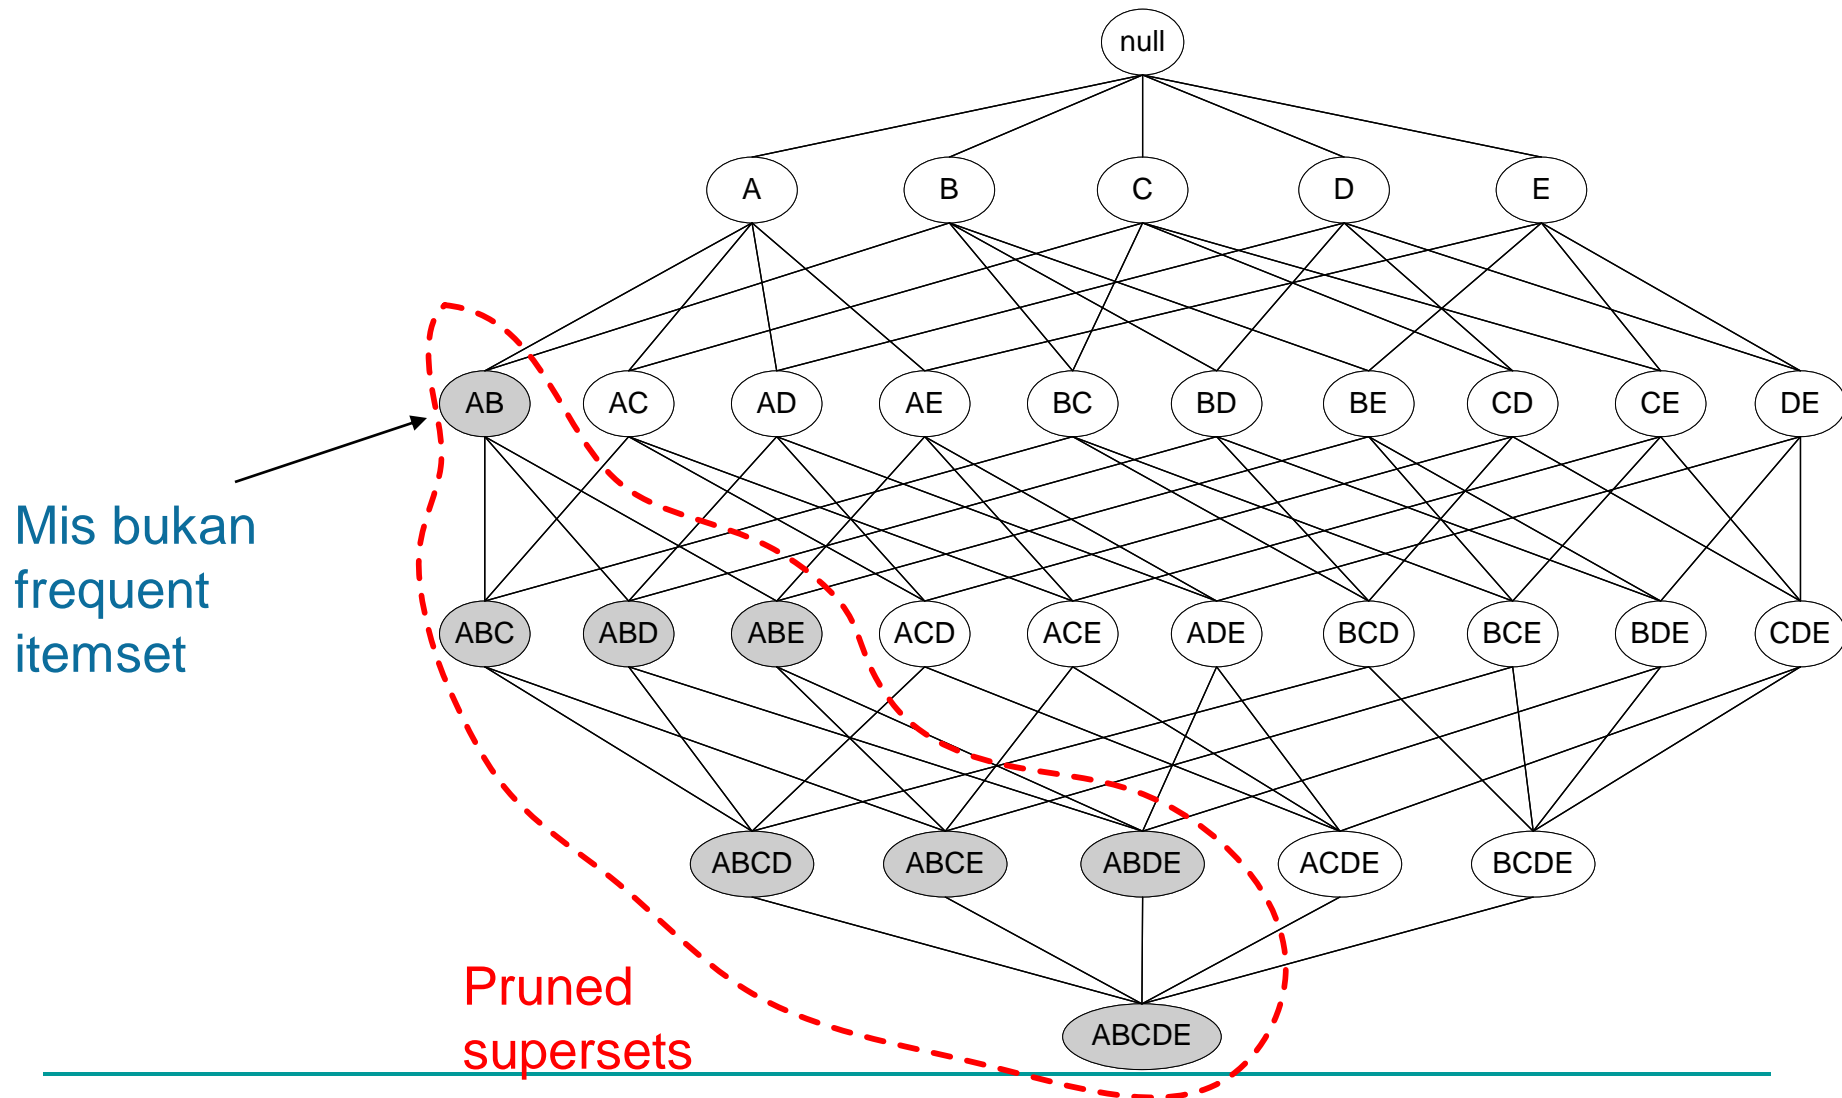 null
A B C D E
AB AC AD AE BC BD BE CD CE DE
Mis bukan
frequent
itemset
ABC ABD ABE ACD ACE ADE BCD BCE BDE CDE
ABCD ABCE ABDE ACDE BCDE
Pruned
supersets
ABCDE